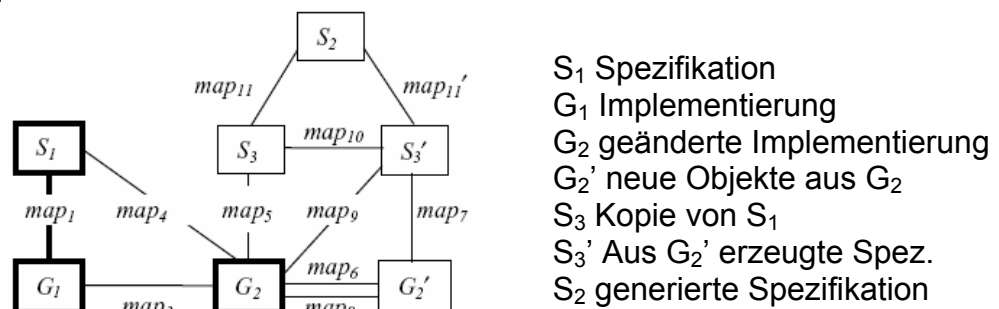 S₂
map₁₁ map₁₁′
S₁ S₃ map₁₀ S₃′
map₁ map₄ map₅ map₉ map₇
G₁ G₂ map₆ G₂′
S₁ Spezifikation
G₁ Implementierung
G₂ geänderte Implementierung
G₂’ neue Objekte aus G₂
S₃ Kopie von S₁
S₃’ Aus G₂’ erzeugte Spez.
S₂ generierte Spezifikation